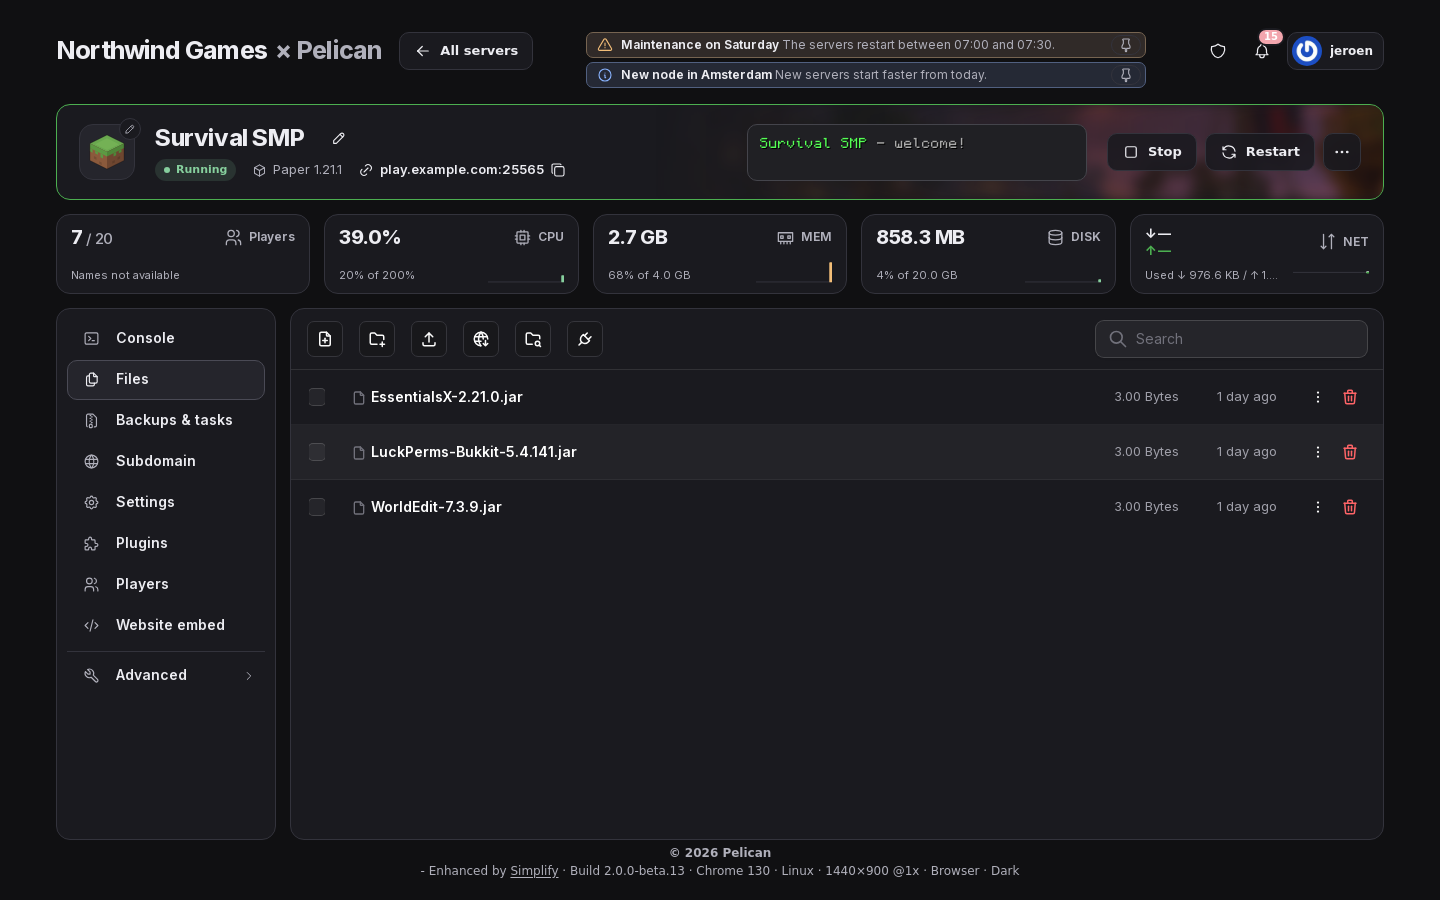 Northwind Games × Pelican
All servers
Maintenance on Saturday The servers restart between 07:00 and 07:30.
New node in Amsterdam New servers start faster from today.
15
jeroen
Survival SMP
Running
Paper 1.21.1
play.example.com:25565
Survival SMP - welcome!
Stop
Restart
7 / 20
Players
Names not available
39.0%
CPU
20% of 200%
2.7 GB
MEM
68% of 4.0 GB
858.3 MB
DISK
4% of 20.0 GB
↓—
↑—
NET
Used ↓ 976.6 KB / ↑ 1....
Console
Files
Backups & tasks
Subdomain
Settings
Plugins
Players
Website embed
Advanced
Search
EssentialsX-2.21.0.jar 3.00 Bytes 1 day ago
LuckPerms-Bukkit-5.4.141.jar 3.00 Bytes 1 day ago
WorldEdit-7.3.9.jar 3.00 Bytes 1 day ago
© 2026 Pelican
- Enhanced by Simplify · Build 2.0.0-beta.13 · Chrome 130 · Linux · 1440×900 @1x · Browser · Dark